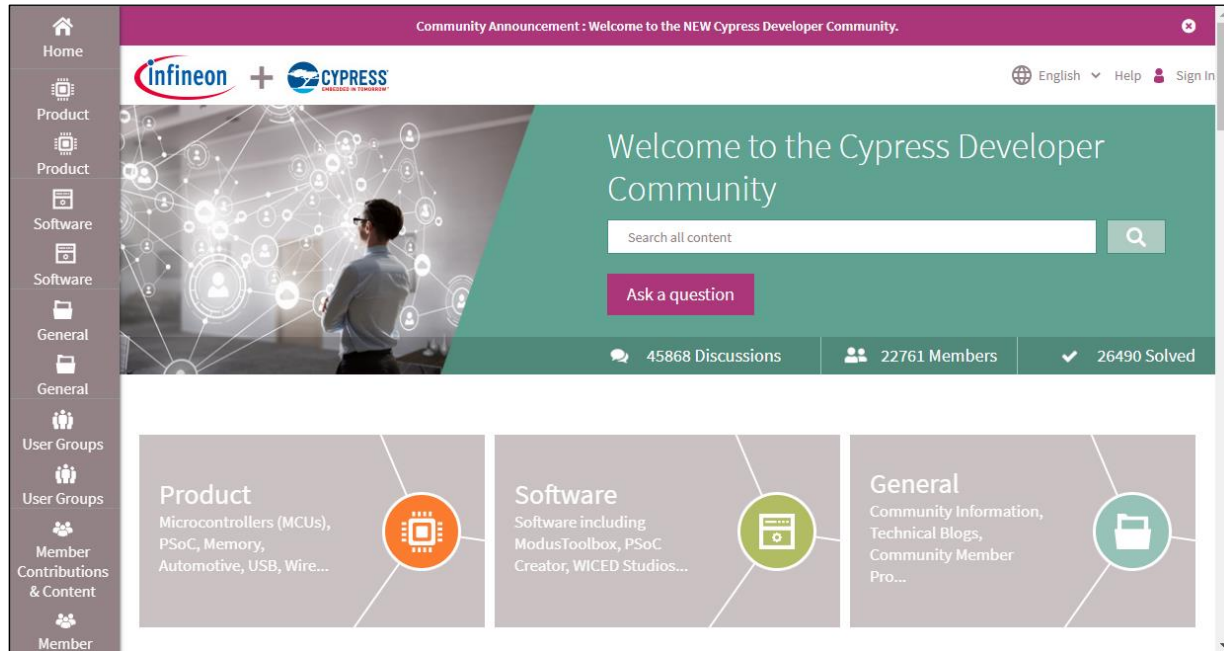 Community Announcement : Welcome to the NEW Cypress Developer Community.
Home
Product
Product
Software
Software
General
General
User Groups
User Groups
Member
Contributions
& Content
Member
infineon + CYPRESS
EMBEDDED IN TOMORROW™
English Help Sign In
Welcome to the Cypress Developer
Community
Search all content
Ask a question
45868 Discussions 22761 Members 26490 Solved
Product
Microcontrollers (MCUs),
PSoC, Memory,
Automotive, USB, Wire...
Software
Software including
ModusToolbox, PSoC
Creator, WICED Studios...
General
Community Information,
Technical Blogs,
Community Member
Pro...